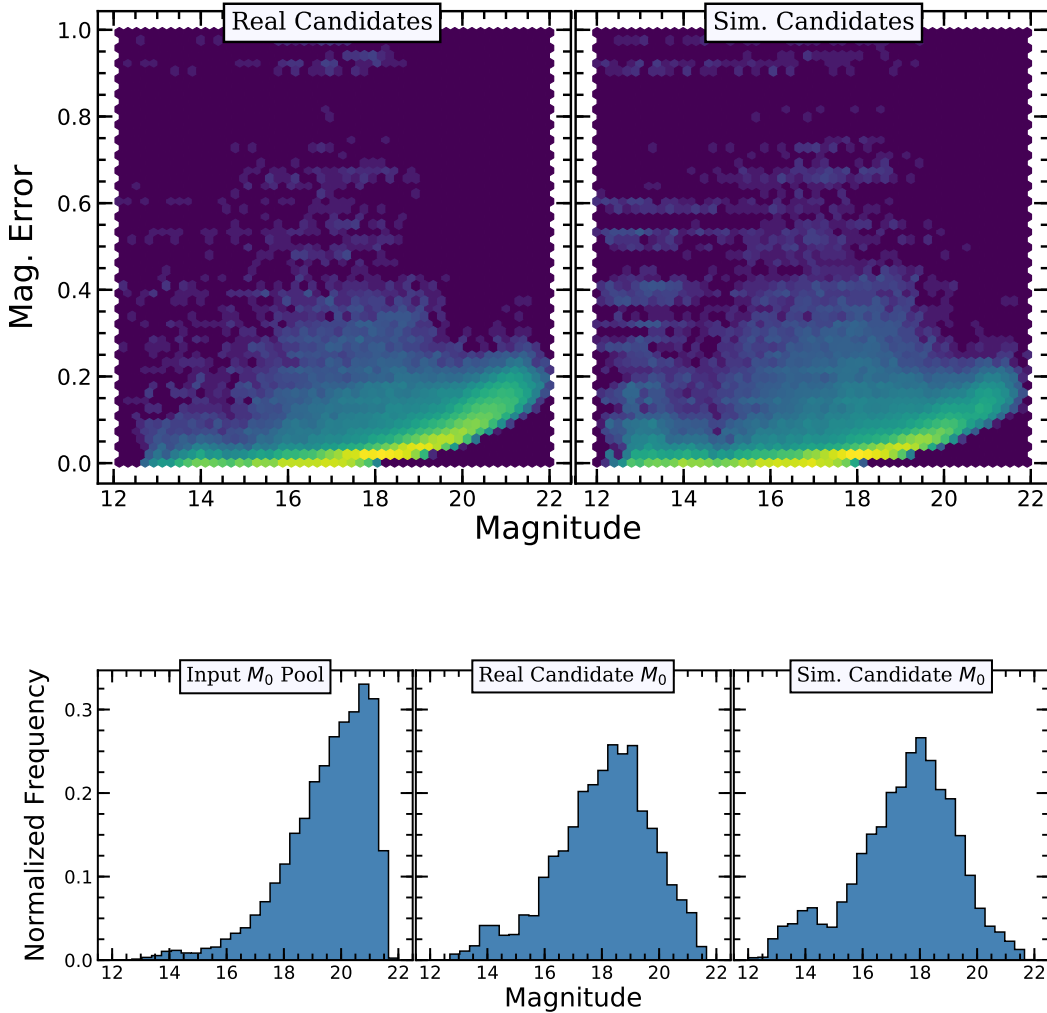 Real Candidates
Sim. Candidates
1.0
0.8
0.6
0.4
0.2
0.0
Mag. Error
12 14 16 18 20 22
12 14 16 18 20 22
Magnitude
Input M₀ Pool
Real Candidate M₀
Sim. Candidate M₀
0.3
0.2
0.1
0.0
Normalized Frequency
12 14 16 18 20 22
12 14 16 18 20 22
12 14 16 18 20 22
Magnitude